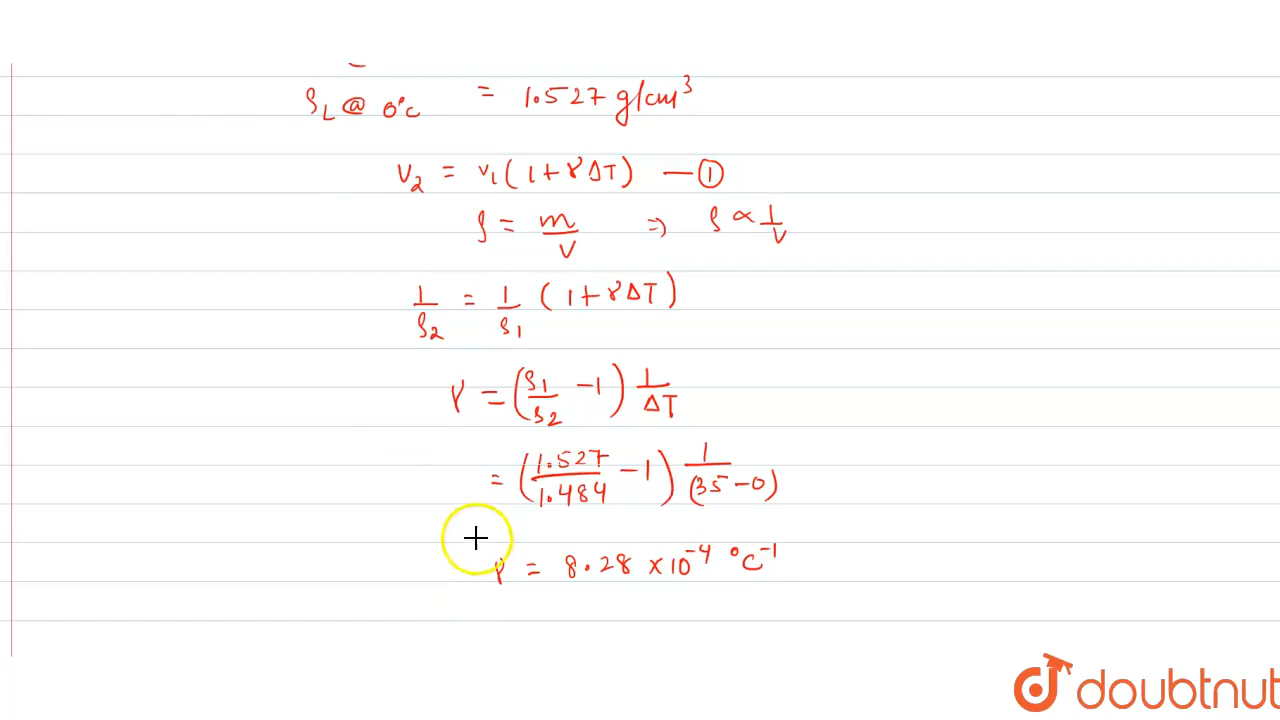 ρL @ 0°C = 1.527 g/cm³
V₂ = V₁(1+γΔT) —①
ρ = m/V ⇒ ρ ∝ 1/V
1/ρ₂ = 1/ρ₁ (1+γΔT)
γ = (ρ₁/ρ₂ -1) 1/ΔT
= (1.527/1.484 -1) 1/(35-0)
γ = 8.28 ×10⁻⁴ °C⁻¹
doubtnut